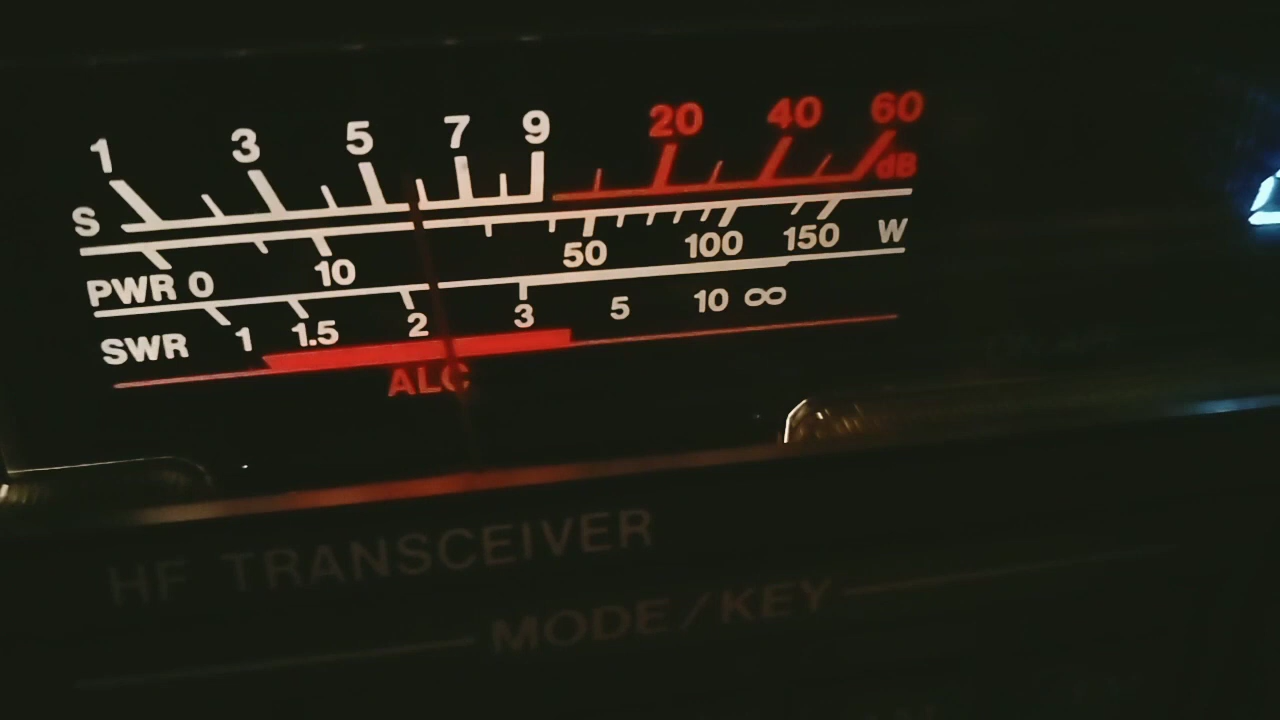 1 3 5 7 9 20 40 60
S dB
PWR 0 10 50 100 150 W
SWR 1 1.5 2 3 5 10 ∞
ALC
HF TRANSCEIVER
MODE/KEY